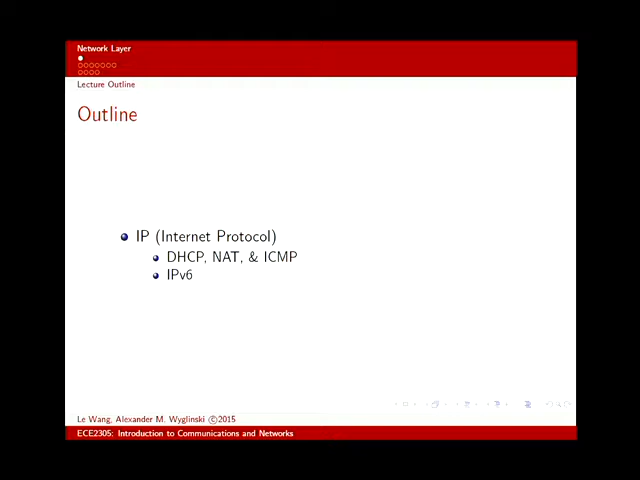 Network Layer
Lecture Outline
Outline
IP (Internet Protocol)
DHCP, NAT, & ICMP
IPv6
Le Wang, Alexander M. Wyglinski ©2015
ECE2305: Introduction to Communications and Networks